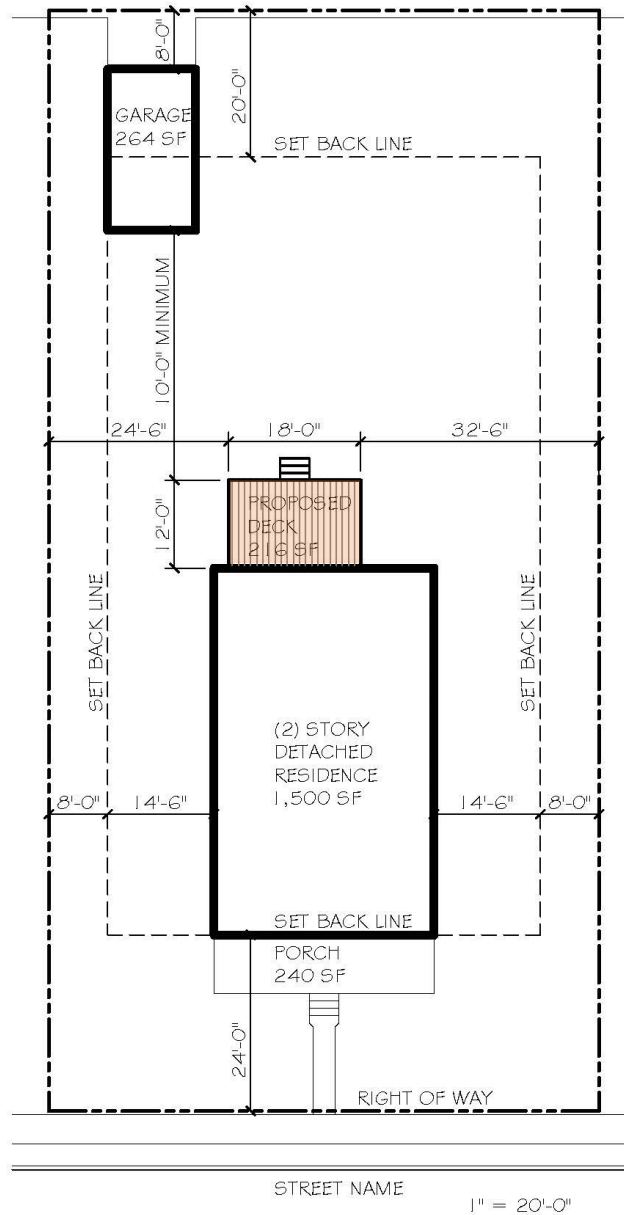 8'-0"
GARAGE
264 SF
20'-0"
SET BACK LINE
10'-0" MINIMUM
24'-6"
18'-0"
32'-6"
12'-0"
PROPOSED
DECK
216 SF
SET BACK LINE
SET BACK LINE
(2) STORY
DETACHED
RESIDENCE
1,500 SF
8'-0"
14'-6"
14'-6"
8'-0"
SET BACK LINE
PORCH
240 SF
24'-0"
RIGHT OF WAY
STREET NAME
1" = 20'-0"